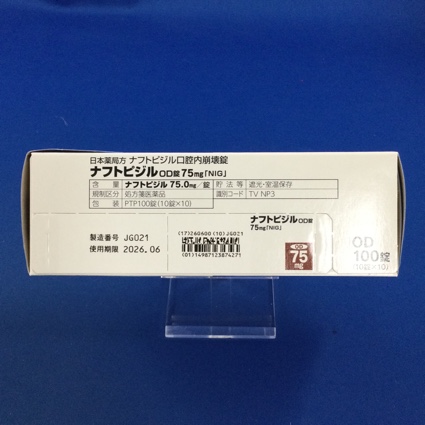 日本薬局方 ナフトピジル口腔内崩壊錠
ナフトピジルOD錠75mg「NIG」
含 量 ナフトピジル 75.0mg／錠 貯 法 等 遮光・室温保存
規制区分 処方箋医薬品 識別コード TV NP3
包 装 PTP100錠(10錠×10)
ナフトピジルOD錠
75mg「NIG」
製造番号 JG021
使用期限 2026.06
(17)260600(10)JG021
(01)14987123874271
OD
75
mg
OD
100錠
(10錠×10)